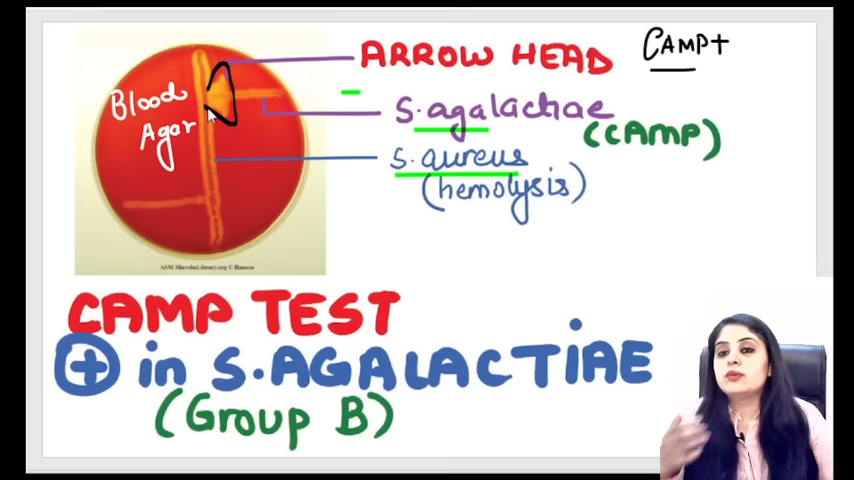 ARROW HEAD
CAMP+
Blood
Agar
S.agalactiae
(CAMP)
S.aureus
(hemolysis)
ASM MicrobeLibrary.org © Hanson
CAMP TEST
+ in S.AGALACTIAE
(Group B)